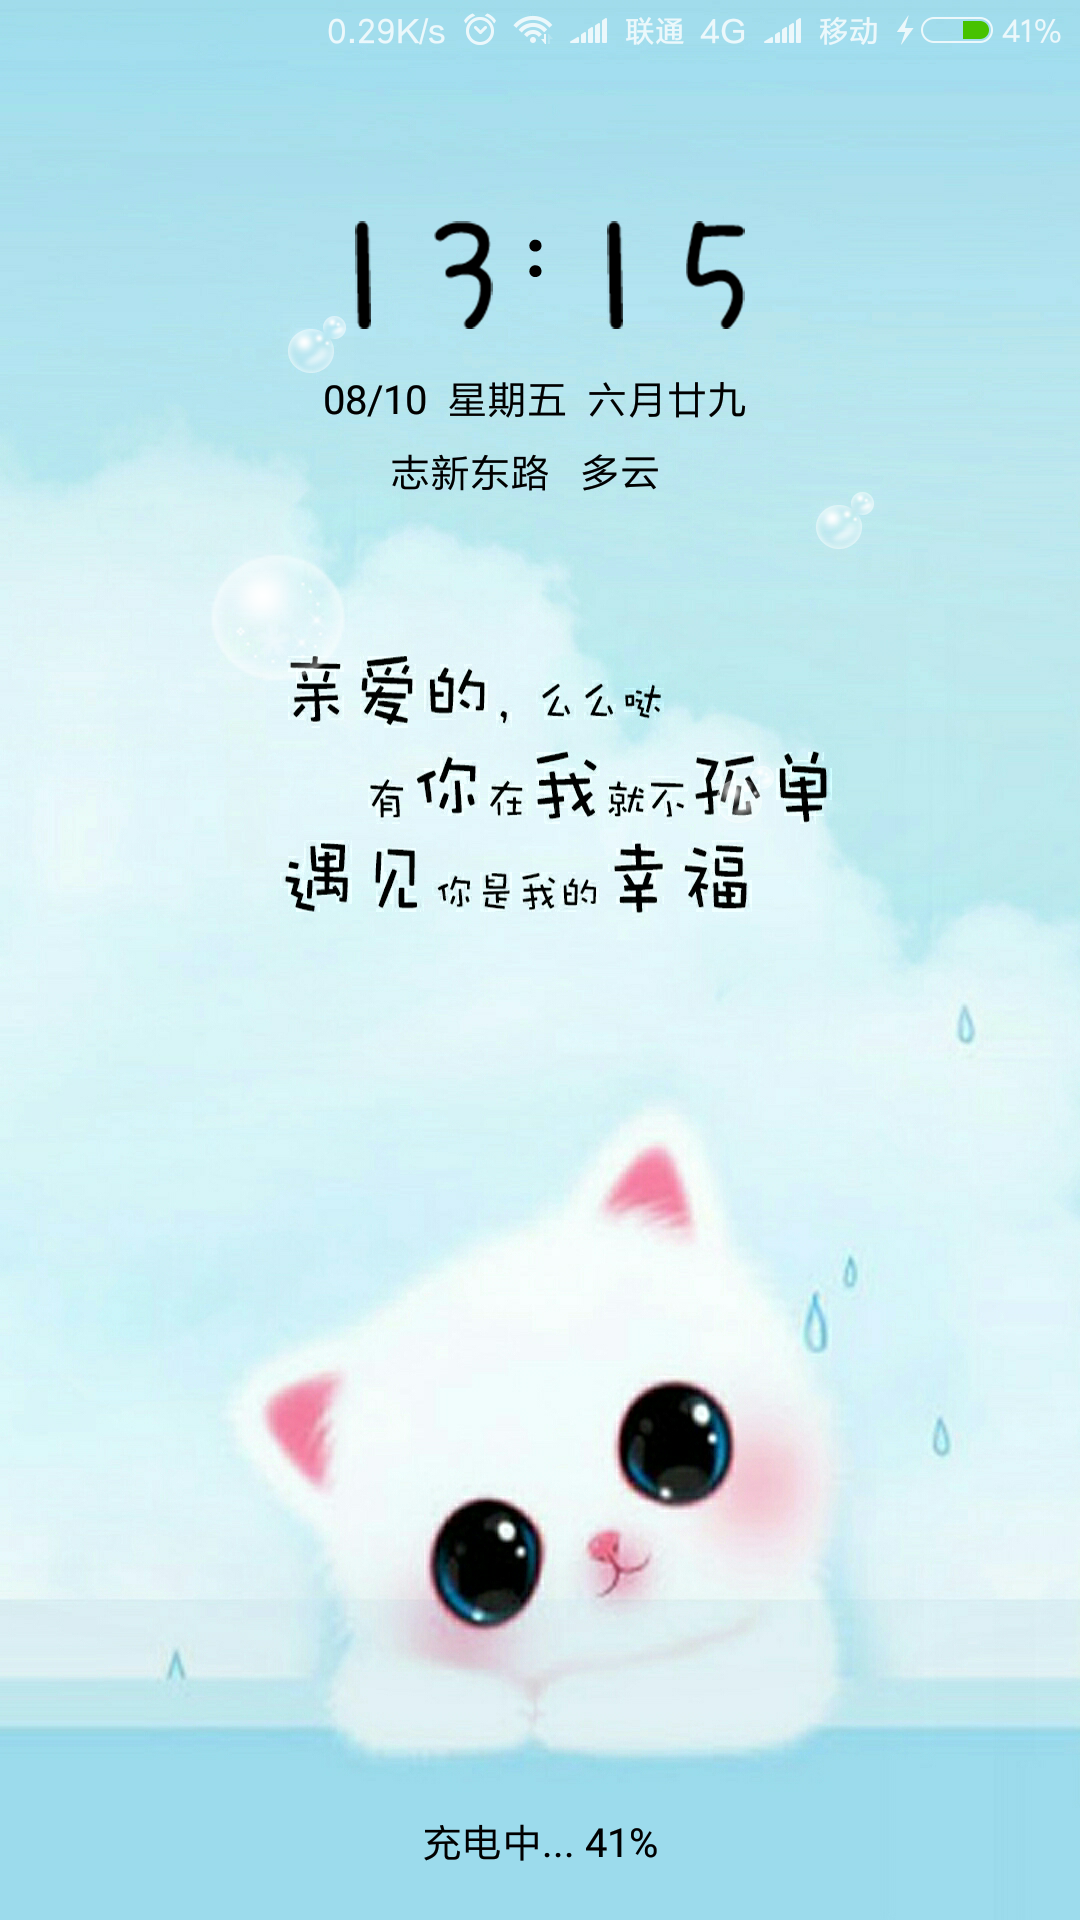 0.29K/s 联通 4G 移动 41%
13:15
08/10 星期五 六月廿九
志新东路 多云
亲爱的，么么哒
有你在我就不孤单
遇见你是我的幸福
充电中... 41%